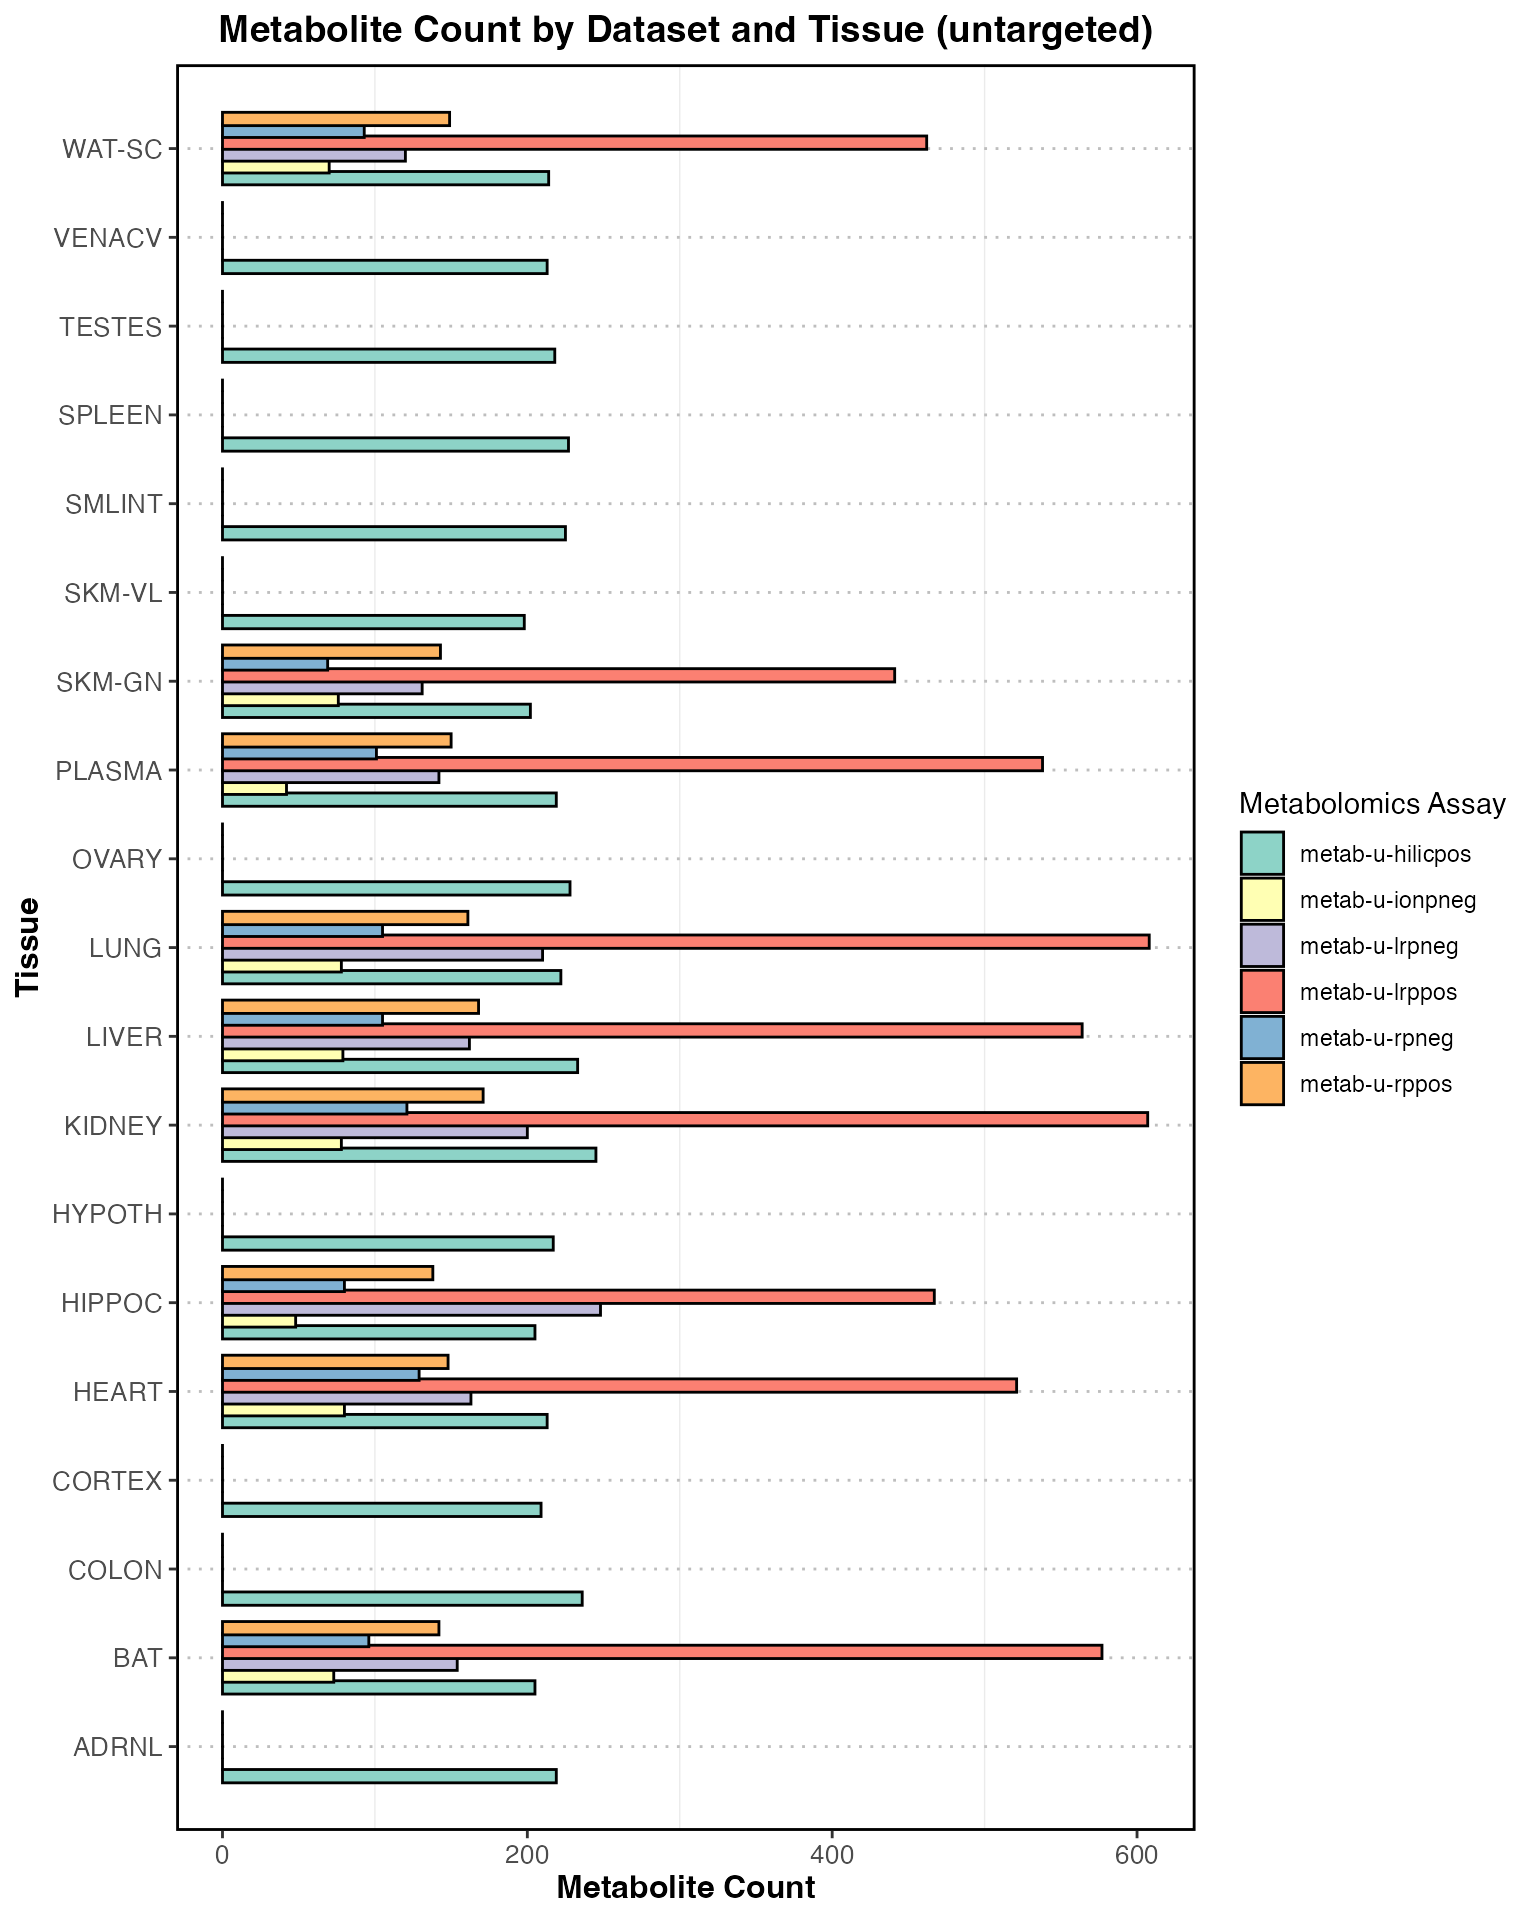 Metabolite Count by Dataset and Tissue (untargeted)
WAT-SC
VENACV
TESTES
SPLEEN
SMLINT
SKM-VL
SKM-GN
PLASMA
OVARY
LUNG
LIVER
KIDNEY
HYPOTH
HIPPOC
HEART
CORTEX
COLON
BAT
ADRNL
Tissue
0 200 400 600
Metabolite Count
Metabolomics Assay
metab-u-hilicpos
metab-u-ionpneg
metab-u-lrpneg
metab-u-lrppos
metab-u-rpneg
metab-u-rppos